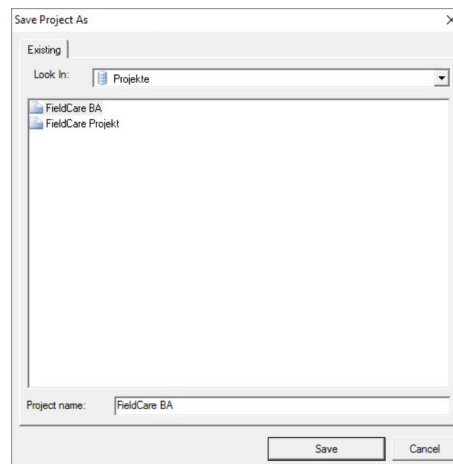 Save Project As
Existing
Look In: Projekte
FieldCare BA
FieldCare Projekt
Project name: FieldCare BA
Save Cancel